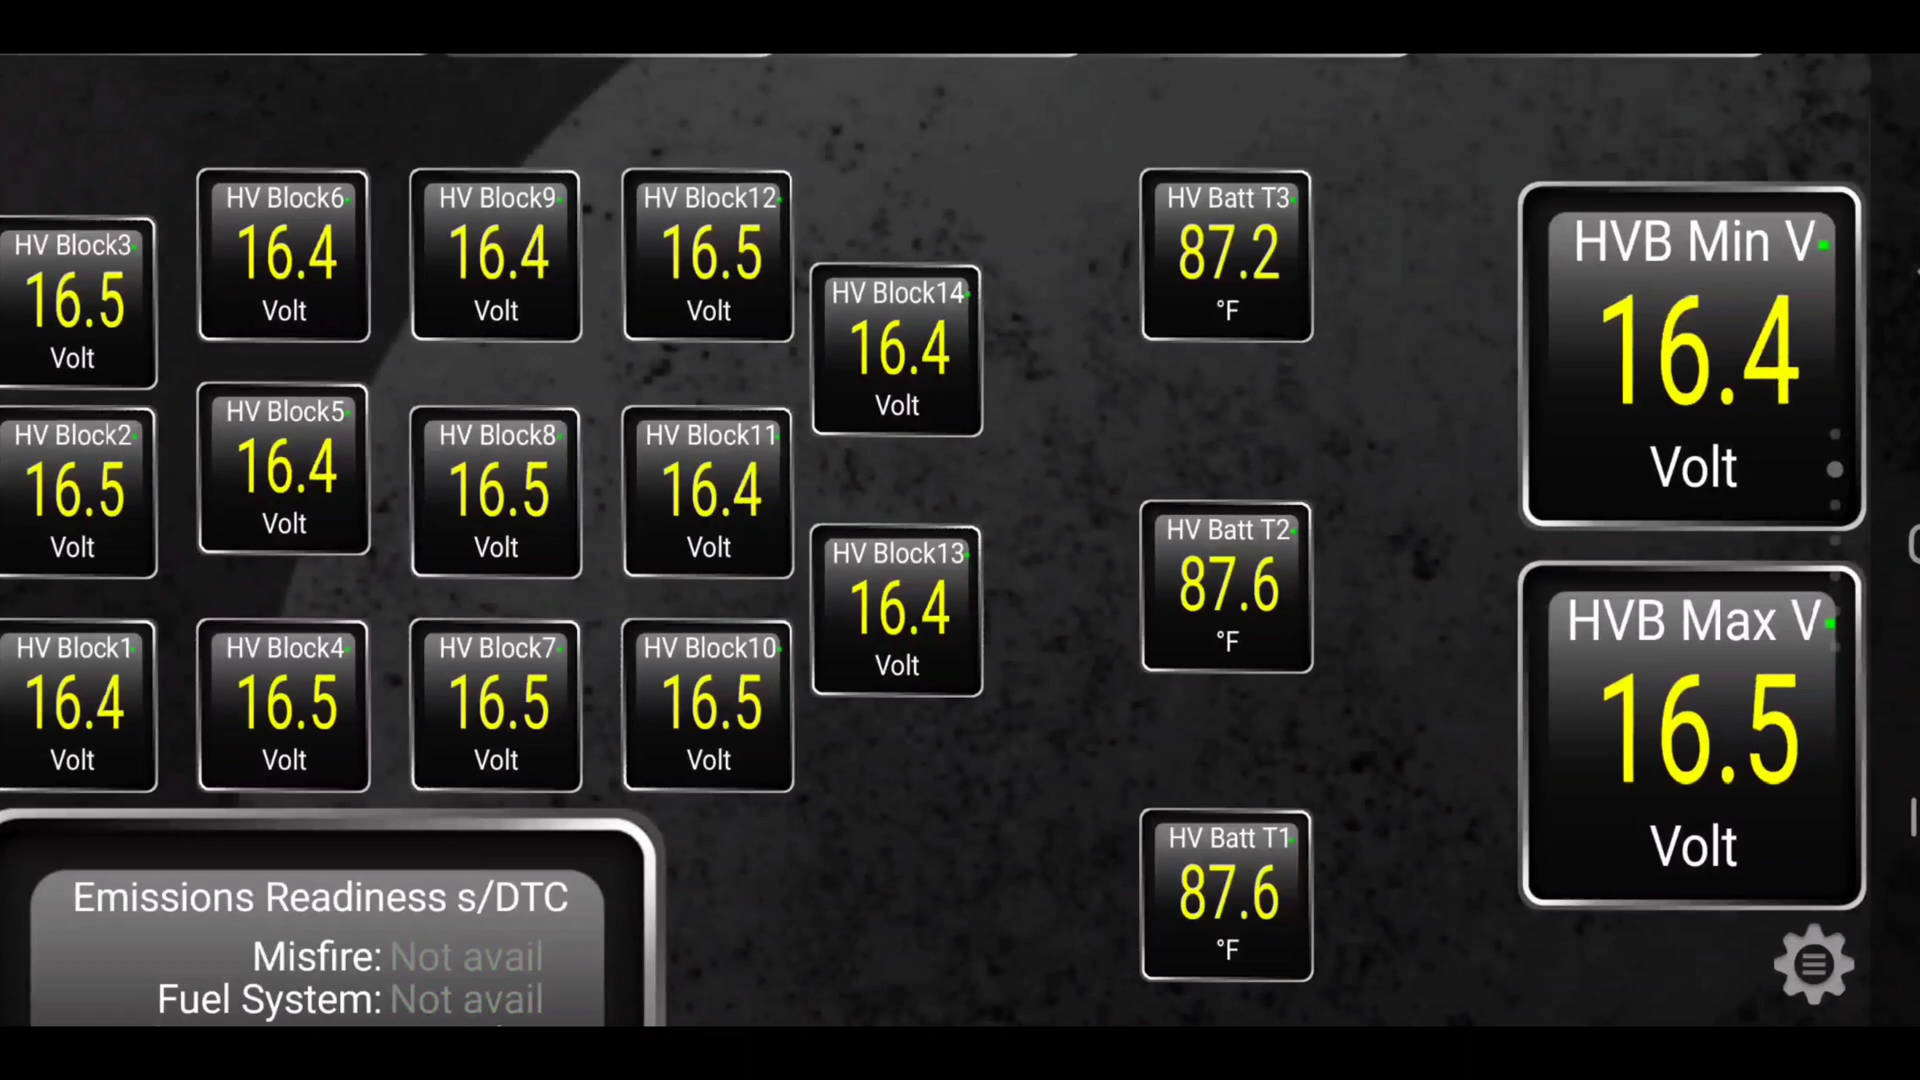 HV Block3
16.5
Volt
HV Block6
16.4
Volt
HV Block9
16.4
Volt
HV Block12
16.5
Volt
HV Block14
16.4
Volt
HV Batt T3
87.2
°F
HVB Min V
16.4
Volt
HV Block2
16.5
Volt
HV Block5
16.4
Volt
HV Block8
16.5
Volt
HV Block11
16.4
Volt
HV Block13
16.4
Volt
HV Batt T2
87.6
°F
HVB Max V
16.5
Volt
HV Block1
16.4
Volt
HV Block4
16.5
Volt
HV Block7
16.5
Volt
HV Block10
16.5
Volt
HV Batt T1
87.6
°F
Emissions Readiness s/DTC
Misfire: Not avail
Fuel System: Not avail